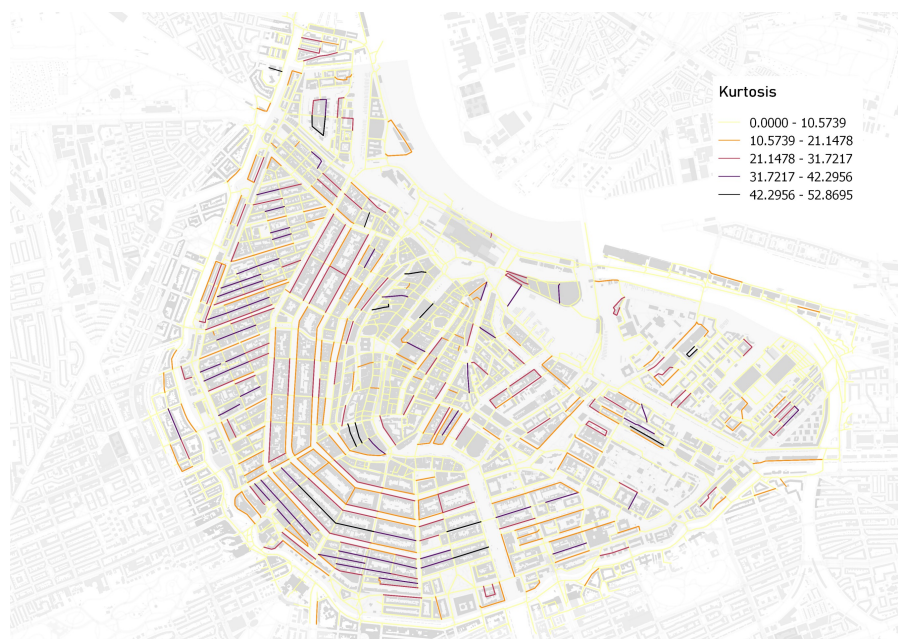 Kurtosis
0.0000 - 10.5739
10.5739 - 21.1478
21.1478 - 31.7217
31.7217 - 42.2956
42.2956 - 52.8695